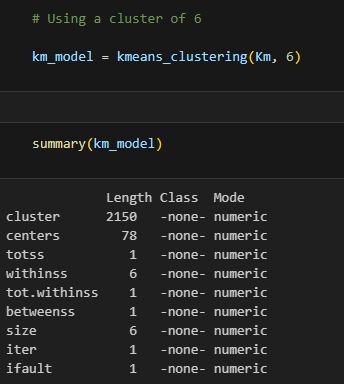 # Using a cluster of 6
km_model = kmeans_clustering(Km, 6)
summary(km_model)
Length Class Mode
cluster 2150 -none- numeric
centers 78 -none- numeric
totss 1 -none- numeric
withinss 6 -none- numeric
tot.withinss 1 -none- numeric
betweenss 1 -none- numeric
size 6 -none- numeric
iter 1 -none- numeric
ifault 1 -none- numeric